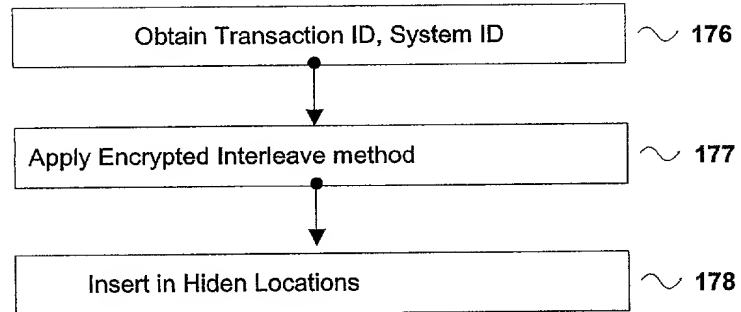 Obtain Transaction ID, System ID 176
Apply Encrypted Interleave method 177
Insert in Hiden Locations 178